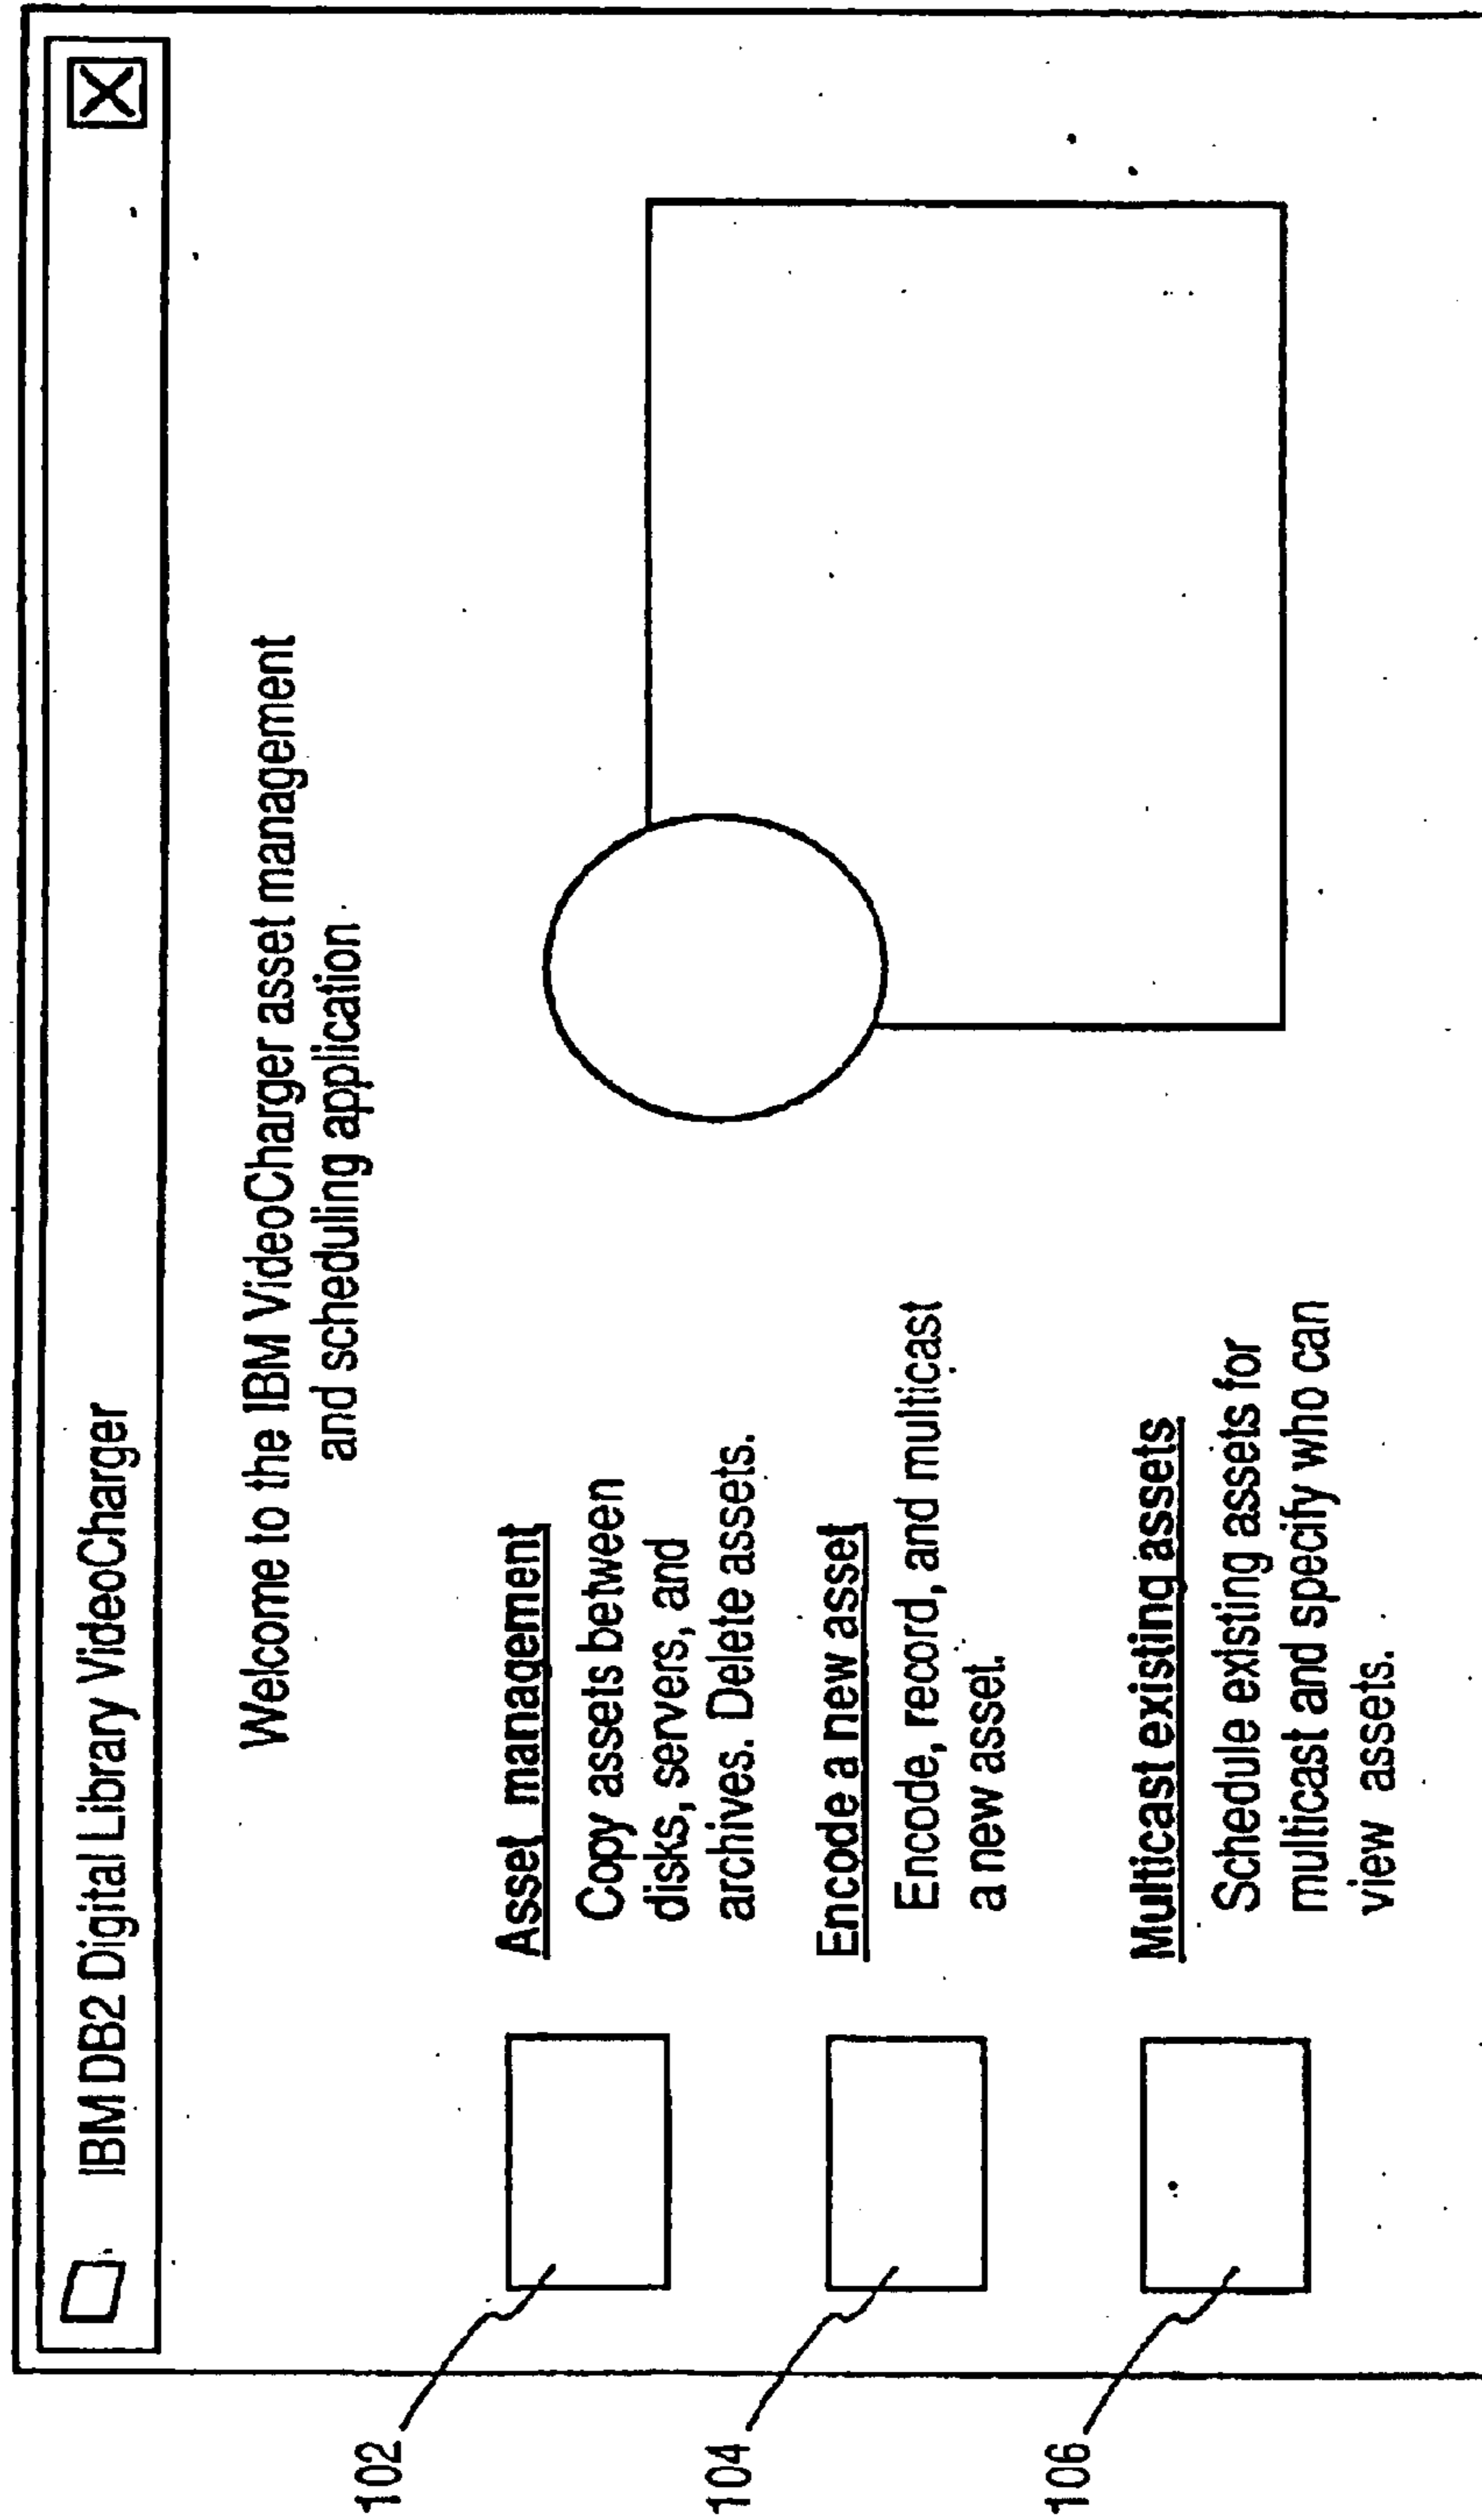 IBM DB2 Digital Library VideoCharger
Welcome to the IBM VideoCharger asset management
and scheduling application
102
Asset management
Copy assets between
disks, servers, and
archives. Delete assets.
104
Encode a new asset
Encode, record, and multicast
a new asset.
106
Multicast existing assets
Schedule existing assets for
multicast and specify who can
view assets.